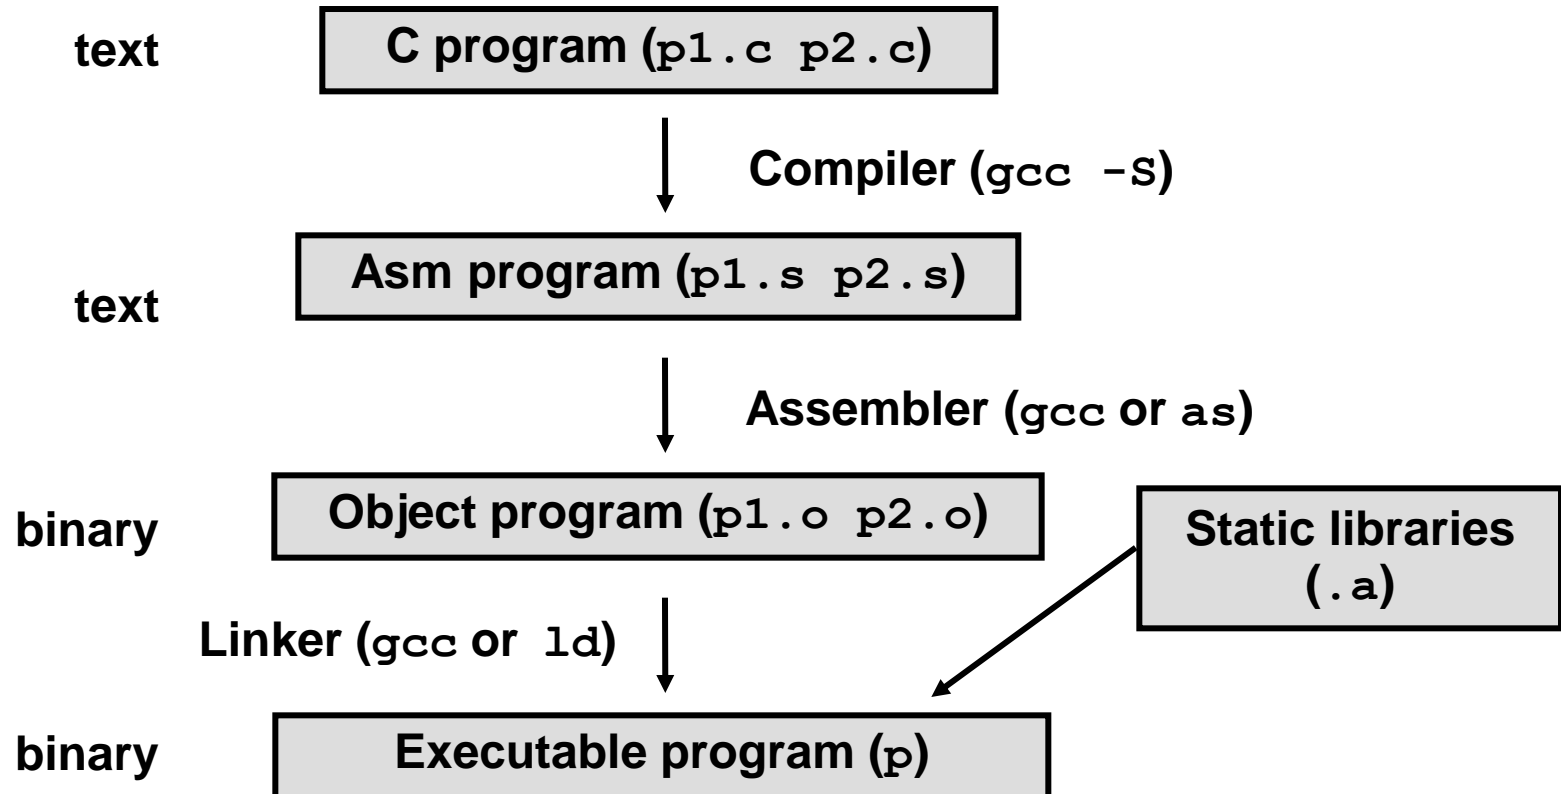 text
C program (p1.c p2.c)
Compiler (gcc -S)
text
Asm program (p1.s p2.s)
Assembler (gcc or as)
binary
Object program (p1.o p2.o)
Static libraries
(.a)
Linker (gcc or ld)
binary
Executable program (p)